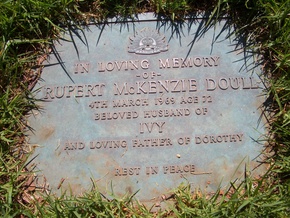 IN LOVING MEMORY
-OF-
RUPERT McKENZIE DOULL
4TH MARCH 1969 AGE 72
BELOVED HUSBAND OF
IVY
AND LOVING FATHER OF DOROTHY
REST IN PEACE